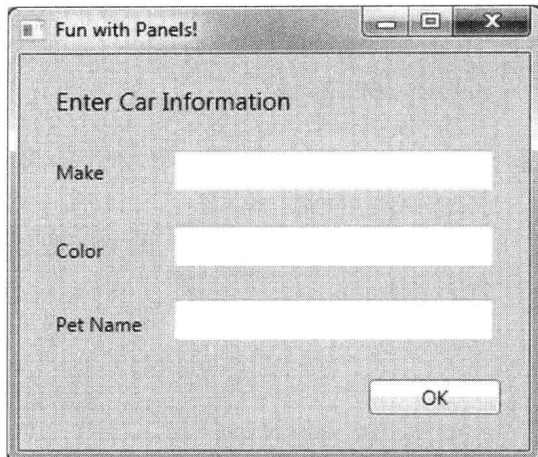 Fun with Panels!
Enter Car Information
Make
Color
Pet Name
OK